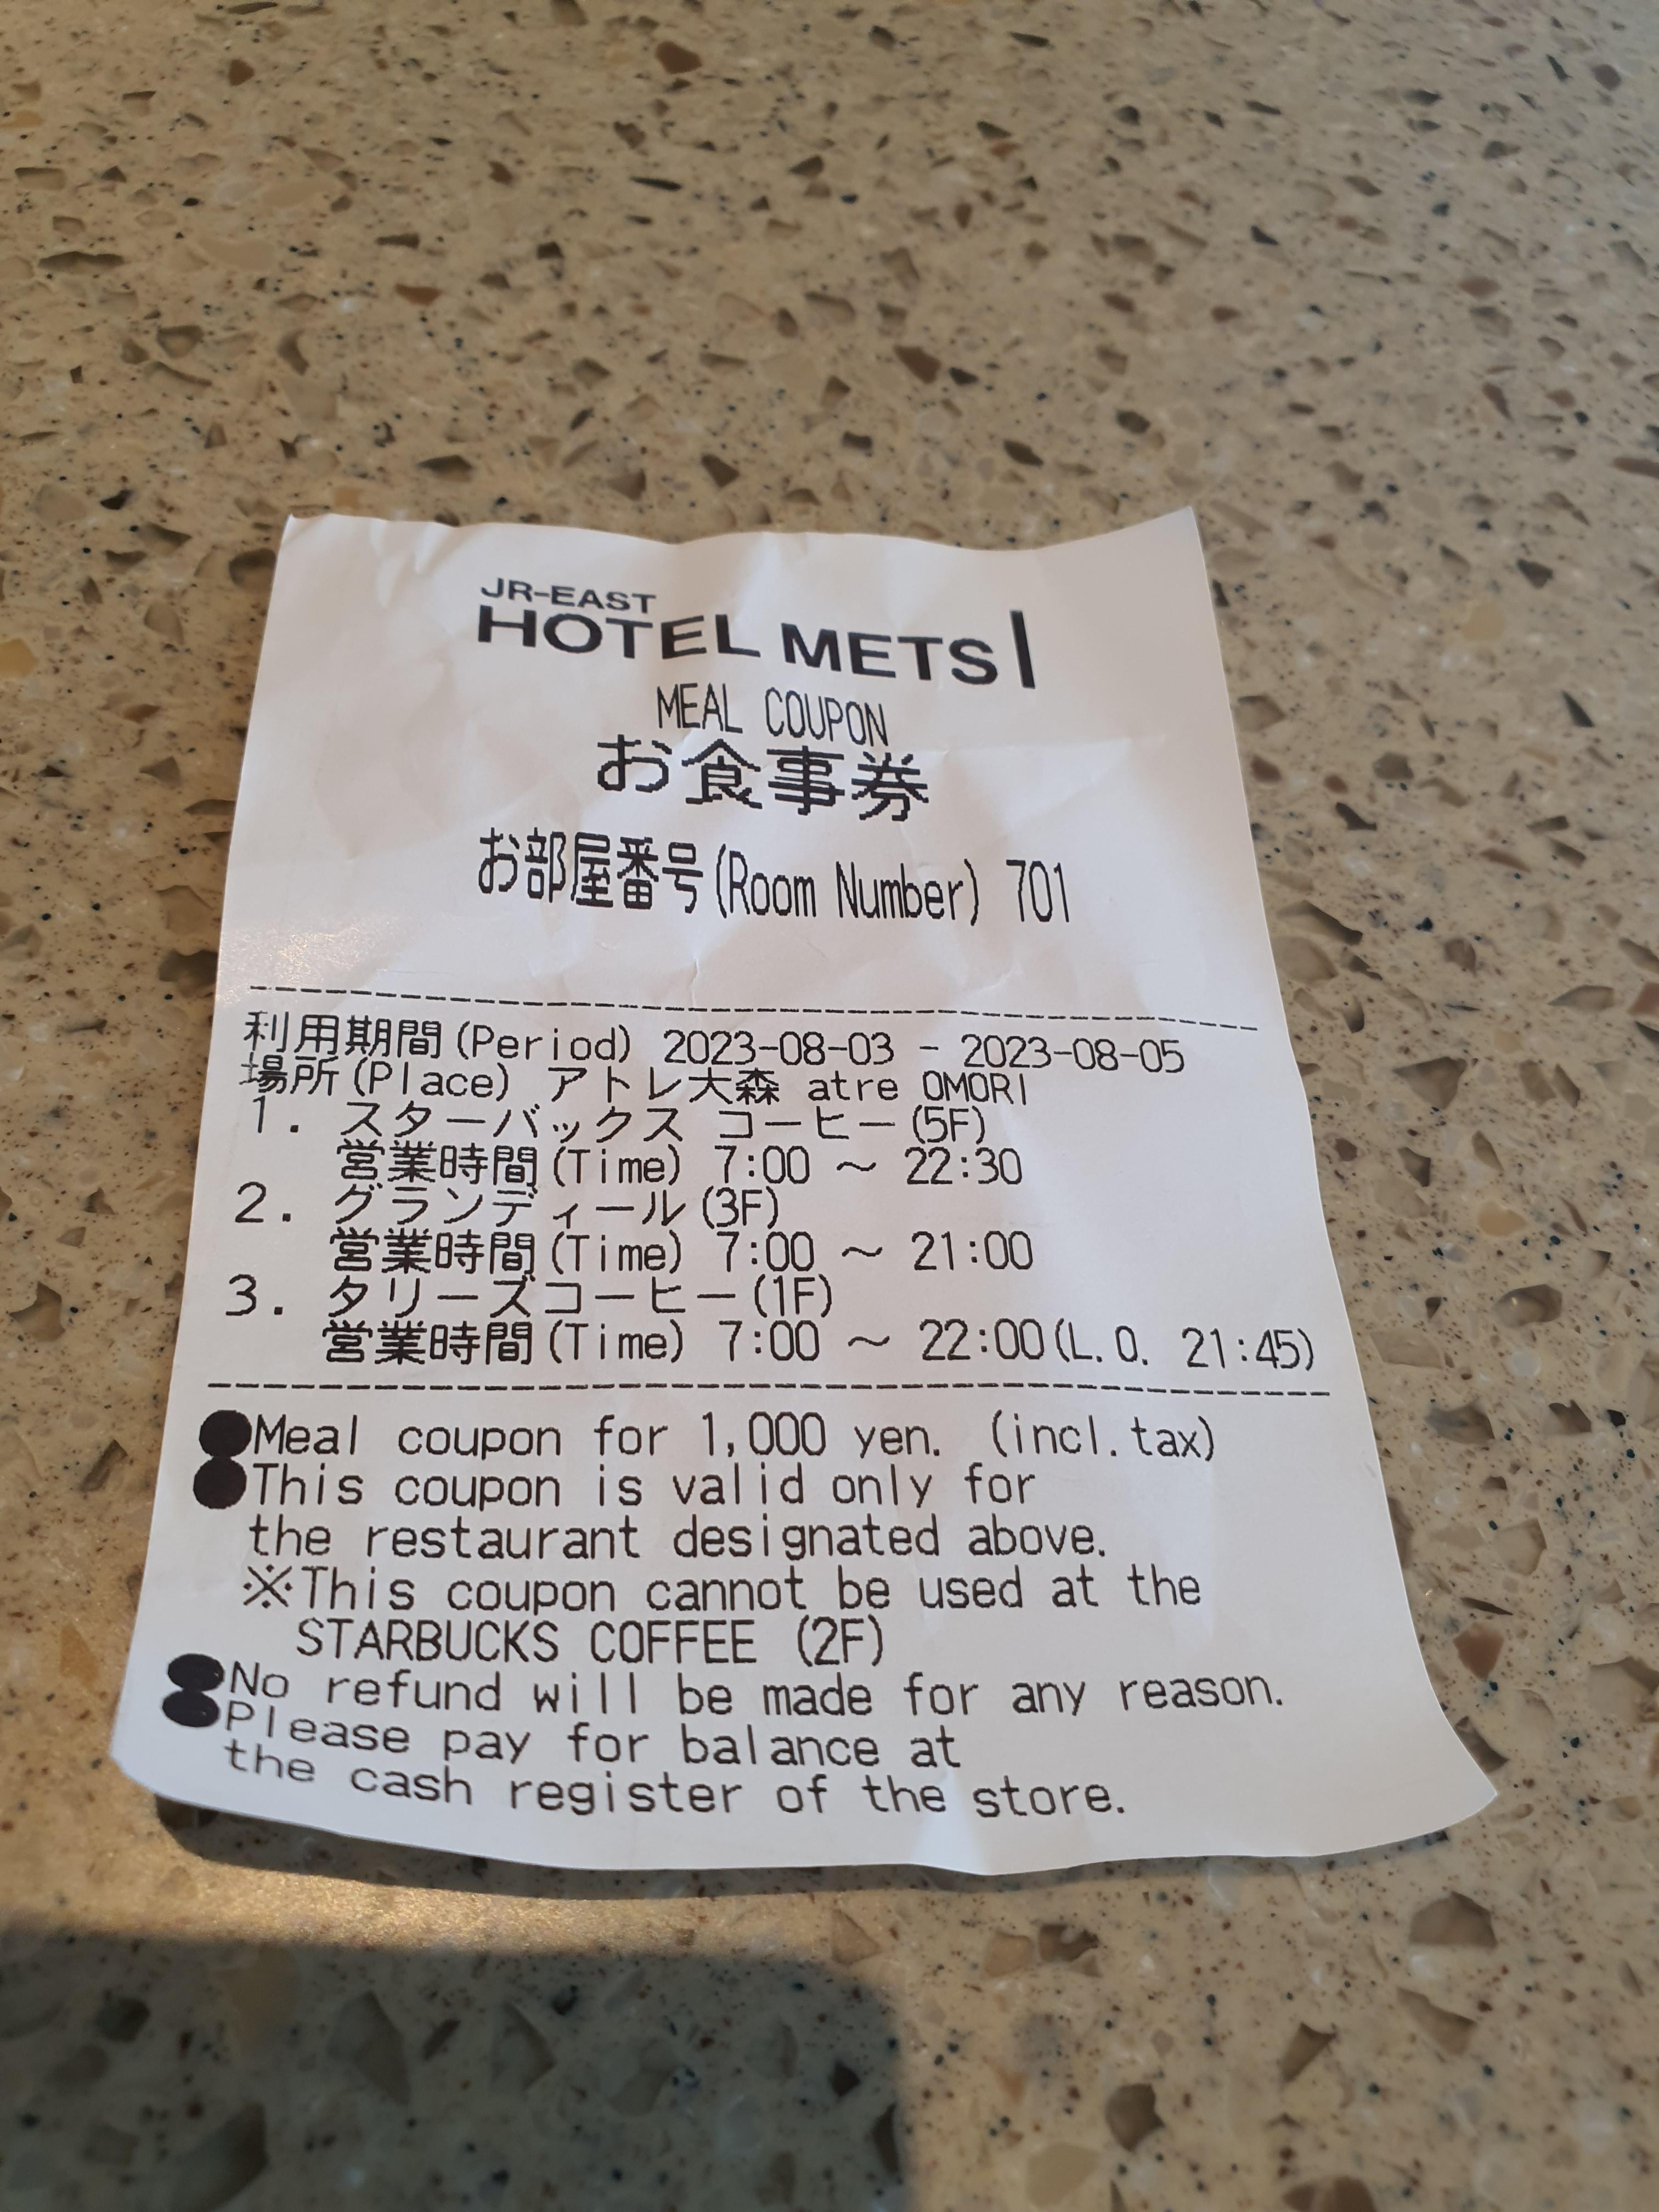 JR-EAST
HOTEL METS
MEAL COUPON
お食事券
お部屋番号(Room Number) 701
利用期間(Period) 2023-08-03 - 2023-08-05
場所(Place) アトレ大森 atre OMORI
1. スターバックス コーヒー(5F)
営業時間(Time) 7:00 ～ 22:30
2. グランディール(3F)
営業時間(Time) 7:00 ～ 21:00
3. タリーズコーヒー(1F)
営業時間(Time) 7:00 ～ 22:00(L.O. 21:45)
●Meal coupon for 1,000 yen. (incl.tax)
●This coupon is valid only for
the restaurant designated above.
※This coupon cannot be used at the
STARBUCKS COFFEE (2F)
●No refund will be made for any reason.
●Please pay for balance at
the cash register of the store.